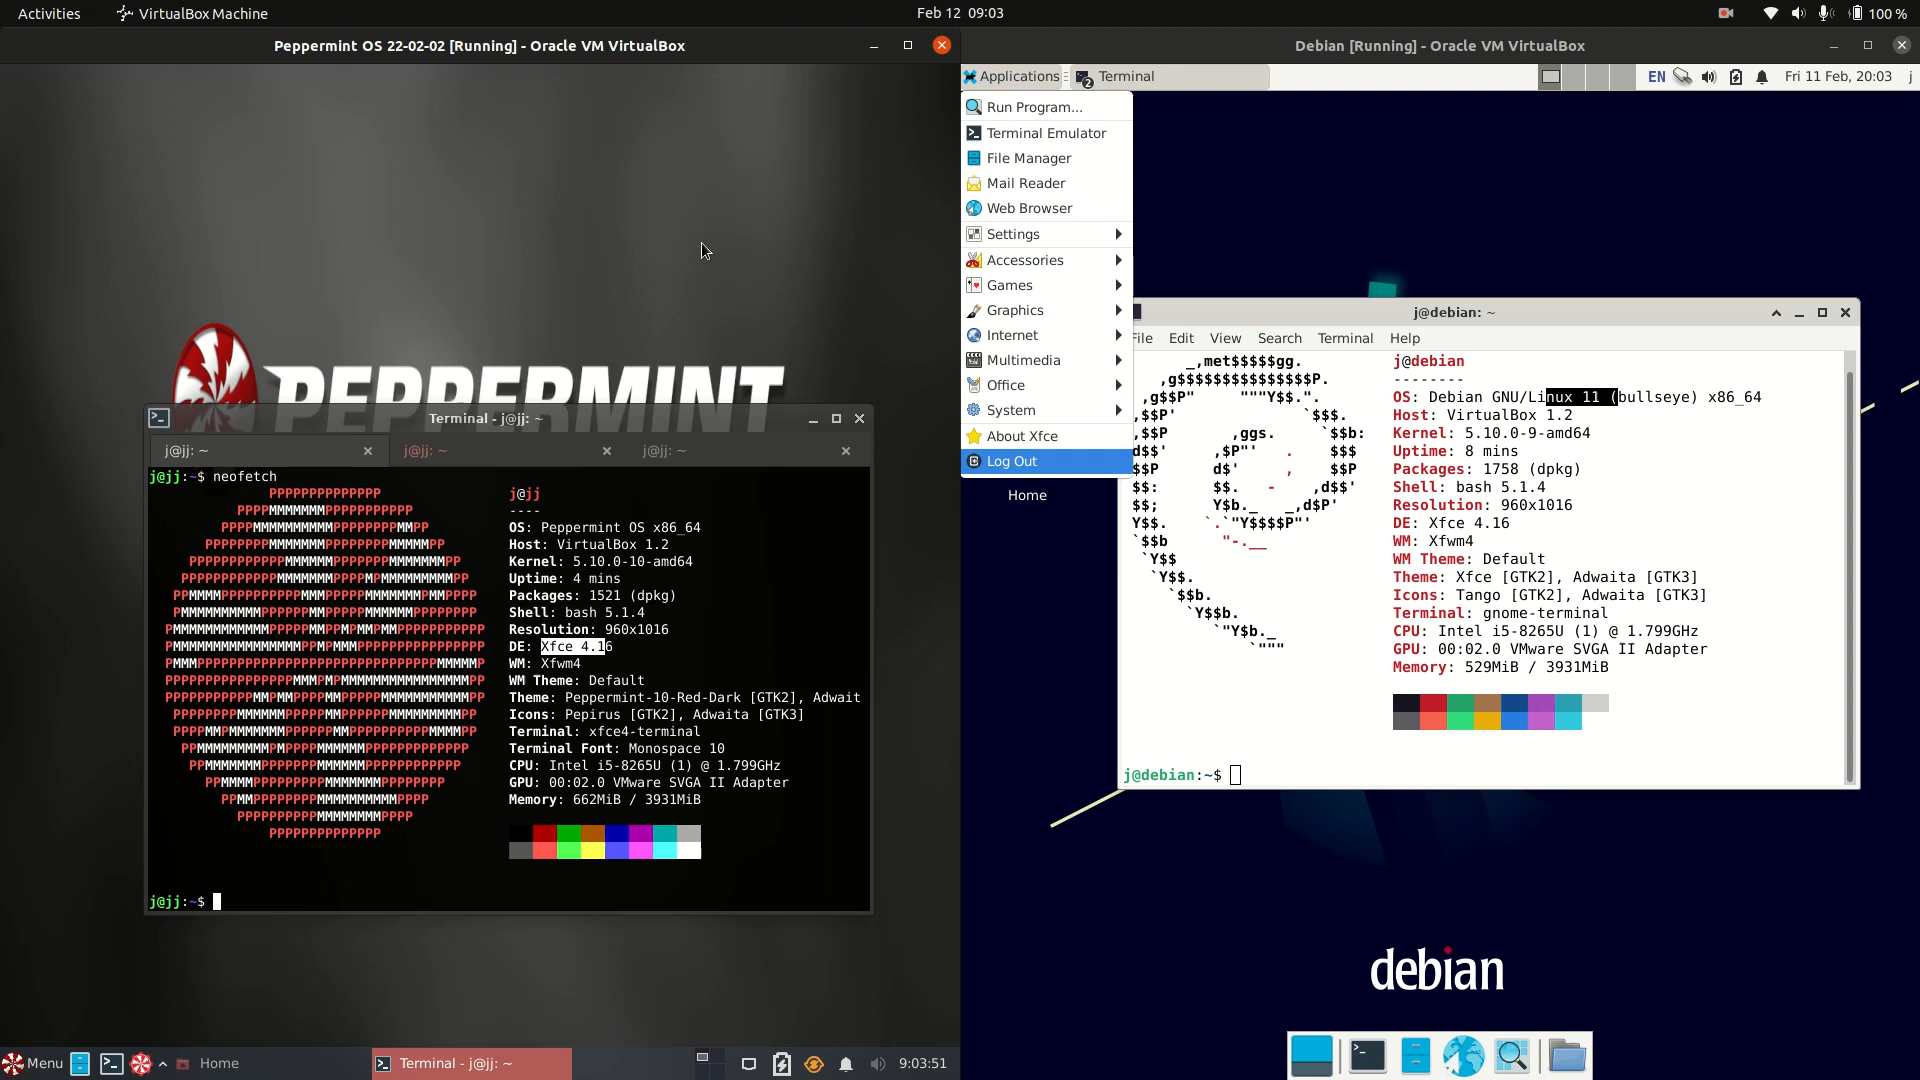 Activities
VirtualBox Machine
Feb 12 09:03
100 %
Peppermint OS 22-02-02 [Running] - Oracle VM VirtualBox
PEPPERMINT
Terminal - j@jj: ~
j@jj: ~
j@jj: ~
j@jj: ~
j@jj:~$ neofetch
j@jj
----
OS: Peppermint OS x86_64
Host: VirtualBox 1.2
Kernel: 5.10.0-10-amd64
Uptime: 4 mins
Packages: 1521 (dpkg)
Shell: bash 5.1.4
Resolution: 960x1016
DE: Xfce 4.16
WM: Xfwm4
WM Theme: Default
Theme: Peppermint-10-Red-Dark [GTK2], Adwait
Icons: Pepirus [GTK2], Adwaita [GTK3]
Terminal: xfce4-terminal
Terminal Font: Monospace 10
CPU: Intel i5-8265U (1) @ 1.799GHz
GPU: 00:02.0 VMware SVGA II Adapter
Memory: 662MiB / 3931MiB
j@jj:~$
Menu
Home
Terminal - j@jj: ~
9:03:51
Debian [Running] - Oracle VM VirtualBox
Applications
2
Terminal
EN
Fri 11 Feb, 20:03
j
Run Program...
Terminal Emulator
File Manager
Mail Reader
Web Browser
Settings
Accessories
Games
Graphics
Internet
Multimedia
Office
System
About Xfce
Log Out
Home
j@debian: ~
File Edit View Search Terminal Help
j@debian
--------
OS: Debian GNU/Linux 11 (bullseye) x86_64
Host: VirtualBox 1.2
Kernel: 5.10.0-9-amd64
Uptime: 8 mins
Packages: 1758 (dpkg)
Shell: bash 5.1.4
Resolution: 960x1016
DE: Xfce 4.16
WM: Xfwm4
WM Theme: Default
Theme: Xfce [GTK2], Adwaita [GTK3]
Icons: Tango [GTK2], Adwaita [GTK3]
Terminal: gnome-terminal
CPU: Intel i5-8265U (1) @ 1.799GHz
GPU: 00:02.0 VMware SVGA II Adapter
Memory: 529MiB / 3931MiB
j@debian:~$
debian